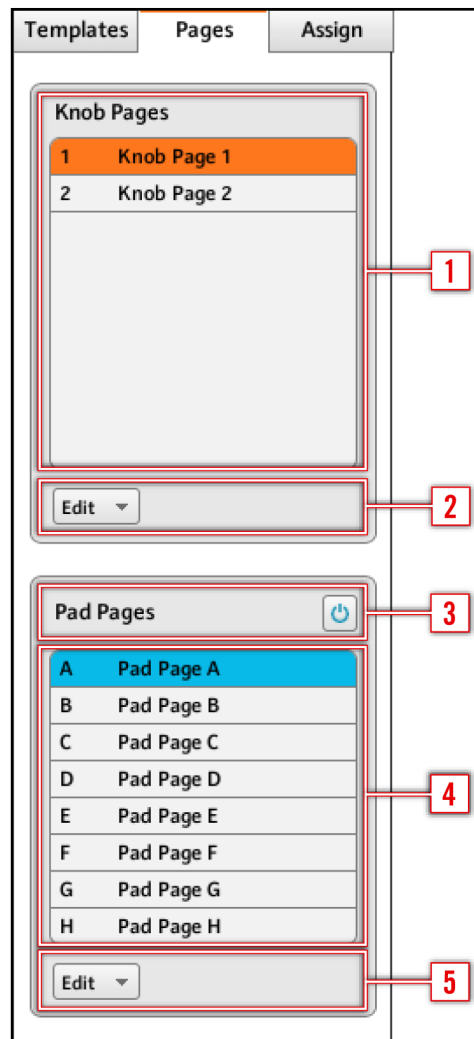 Templates Pages Assign
Knob Pages
1 Knob Page 1
2 Knob Page 2
1
Edit
2
Pad Pages
3
A Pad Page A
B Pad Page B
C Pad Page C
D Pad Page D
E Pad Page E
F Pad Page F
G Pad Page G
H Pad Page H
4
Edit
5